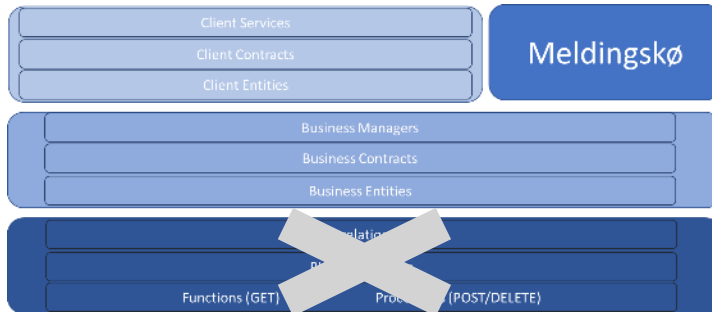 Client Services
Client Contracts
Client Entities
Meldingskø
Business Managers
Business Contracts
Business Entities
Functions (GET)
(POST/DELETE)